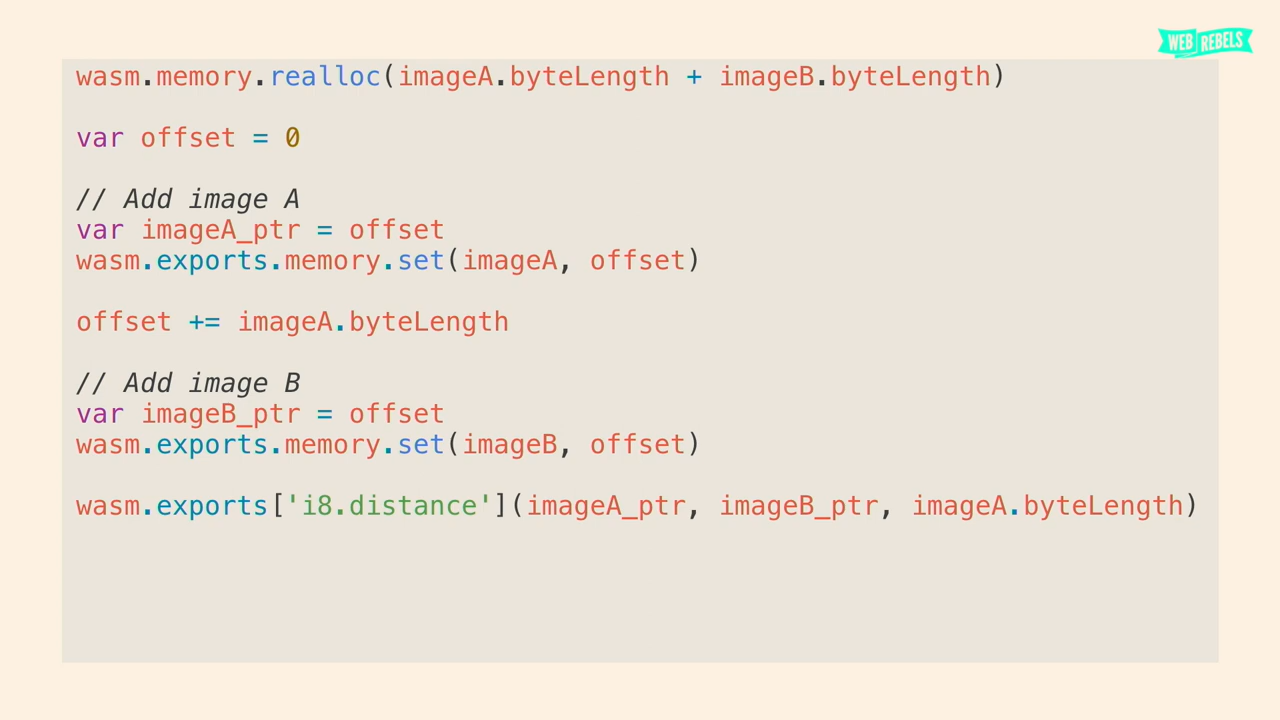 WEB REBELS
wasm.memory.realloc(imageA.byteLength + imageB.byteLength)
var offset = 0
// Add image A
var imageA_ptr = offset
wasm.exports.memory.set(imageA, offset)
offset += imageA.byteLength
// Add image B
var imageB_ptr = offset
wasm.exports.memory.set(imageB, offset)
wasm.exports['i8.distance'](imageA_ptr, imageB_ptr, imageA.byteLength)